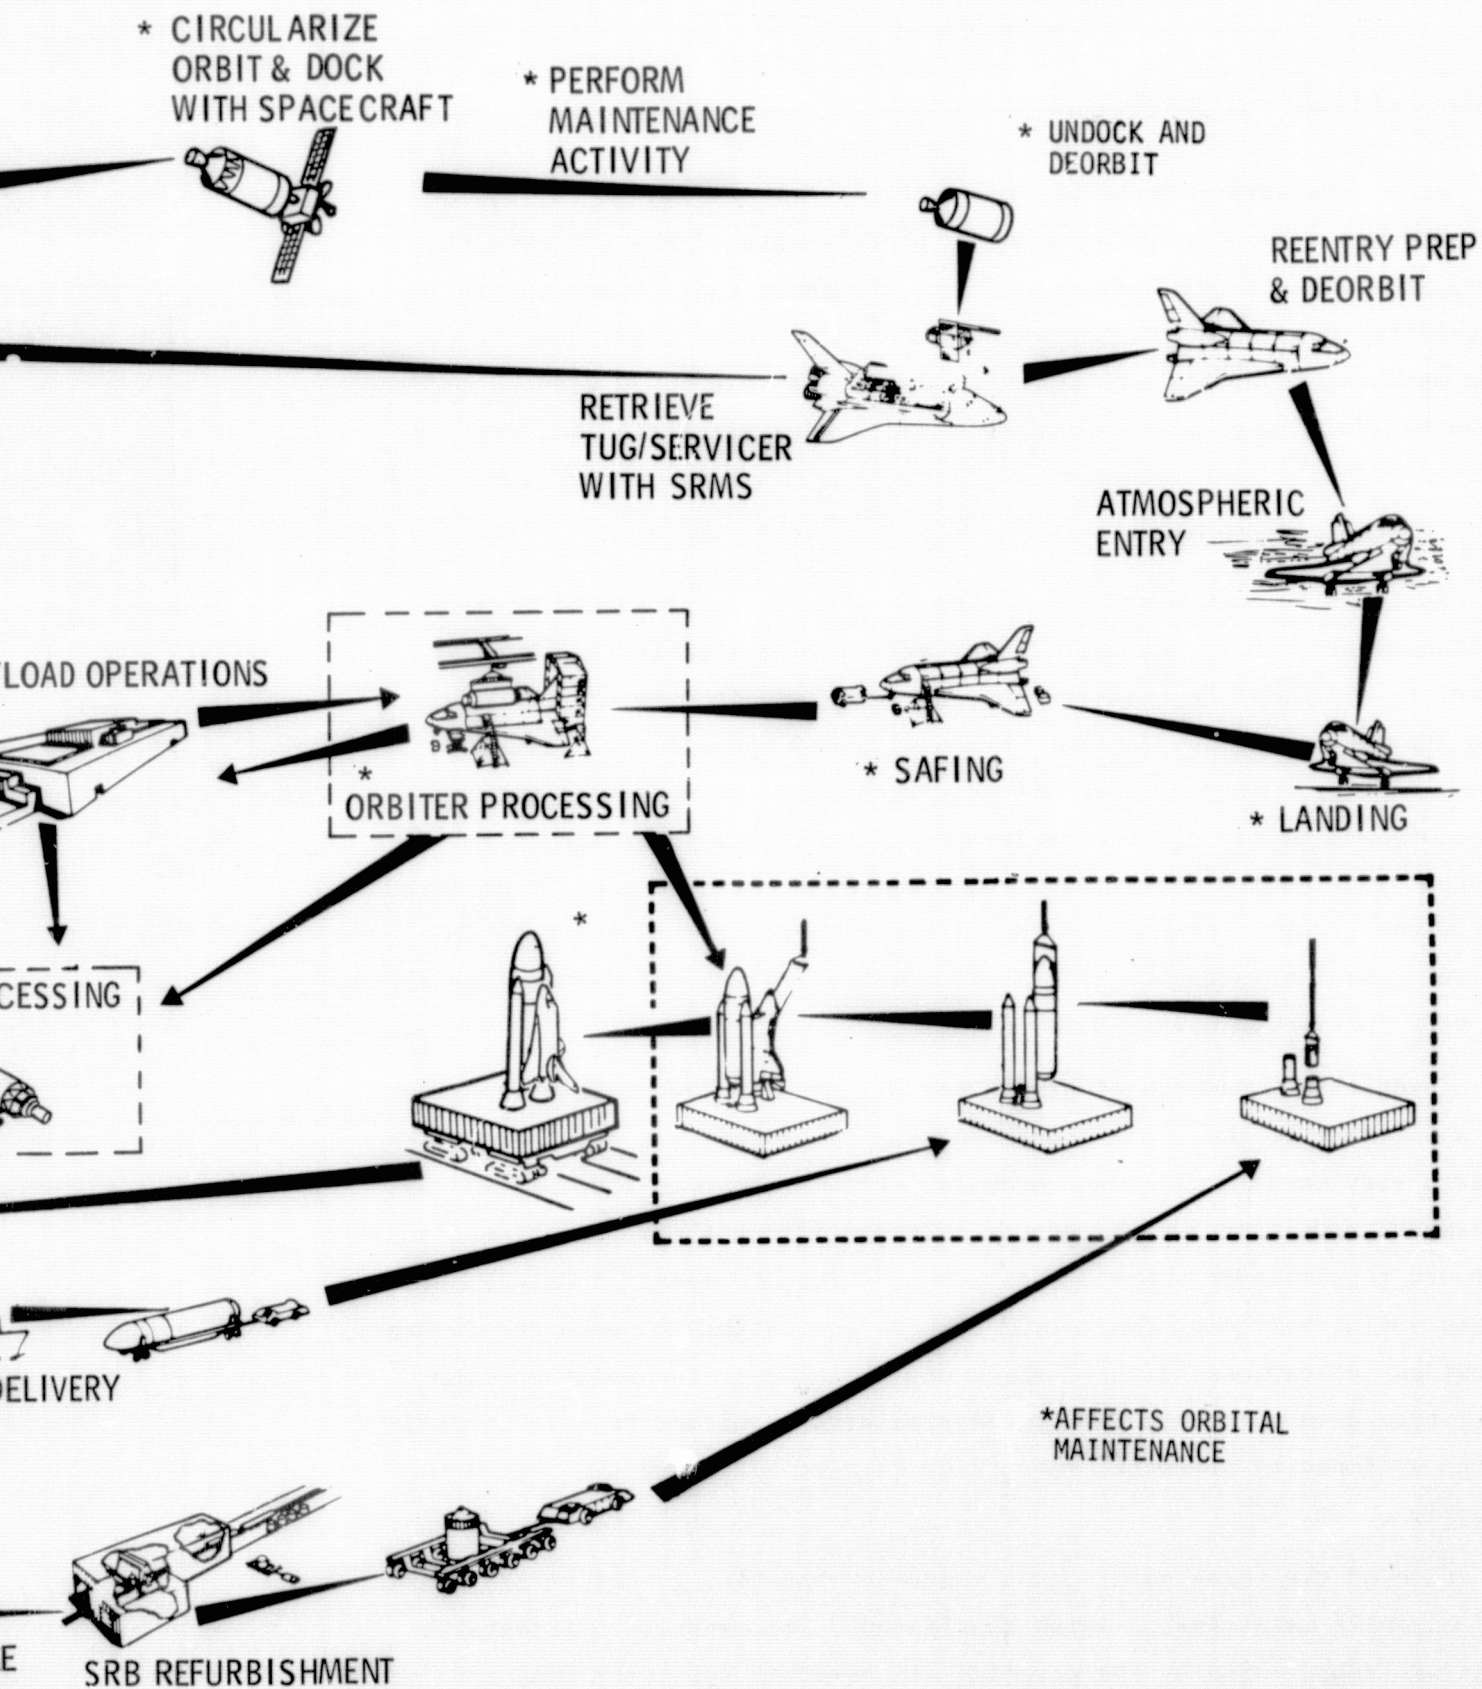 * CIRCULARIZE
ORBIT & DOCK
WITH SPACECRAFT
* PERFORM
MAINTENANCE
ACTIVITY
* UNDOCK AND
DEORBIT
REENTRY PREP
& DEORBIT
RETRIEVE
TUG/SERVICER
WITH SRMS
ATMOSPHERIC
ENTRY
LOAD OPERATIONS
*
ORBITER PROCESSING
* SAFING
* LANDING
*
CESSING
DELIVERY
*AFFECTS ORBITAL
MAINTENANCE
E
SRB REFURBISHMENT